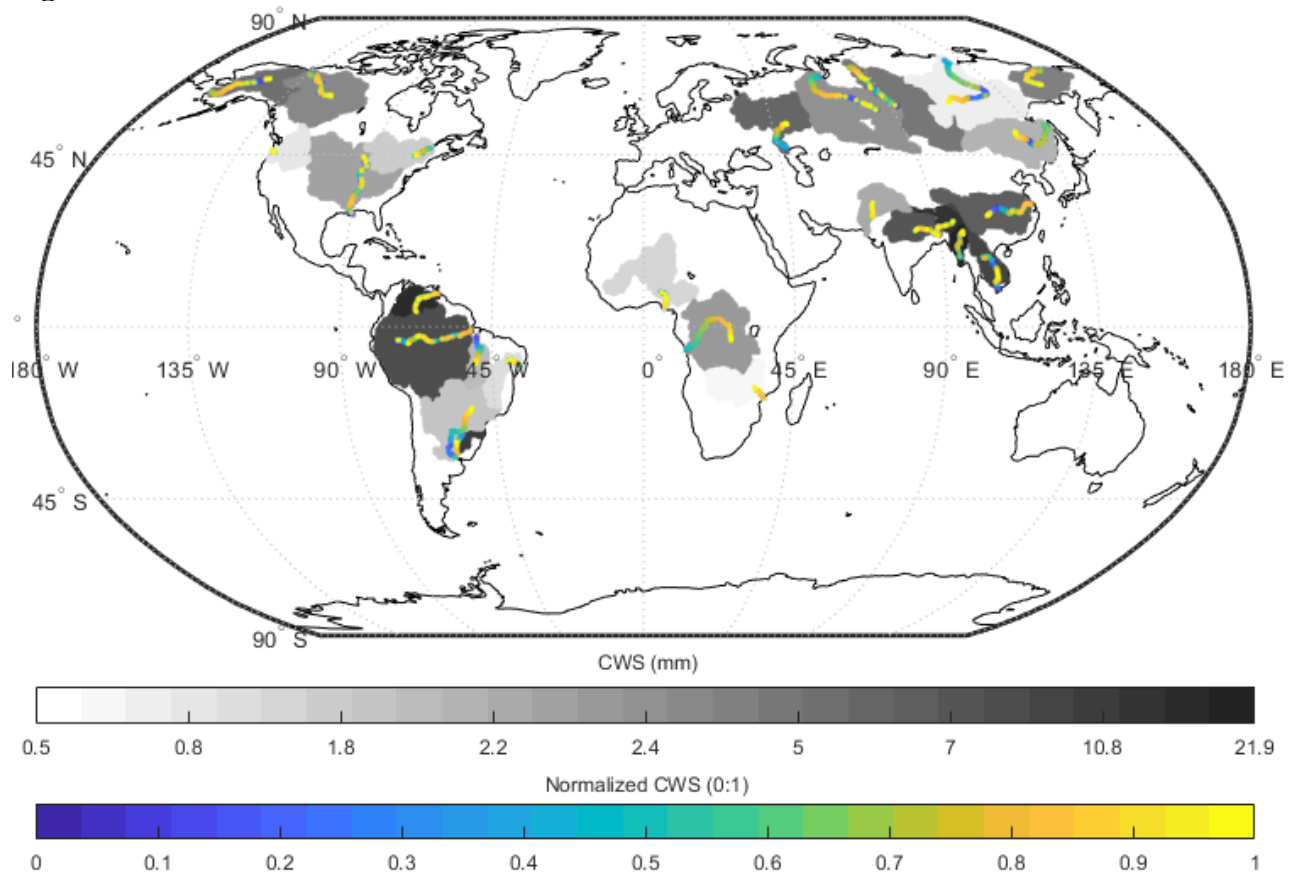 90° N
45° N
°
180° W 135° W 90° W 45° W 0° 45° E 90° E 135° E 180° E
45° S
90° S
CWS (mm)
0.5 0.8 1.8 2.2 2.4 5 7 10.8 21.9
Normalized CWS (0:1)
0 0.1 0.2 0.3 0.4 0.5 0.6 0.7 0.8 0.9 1